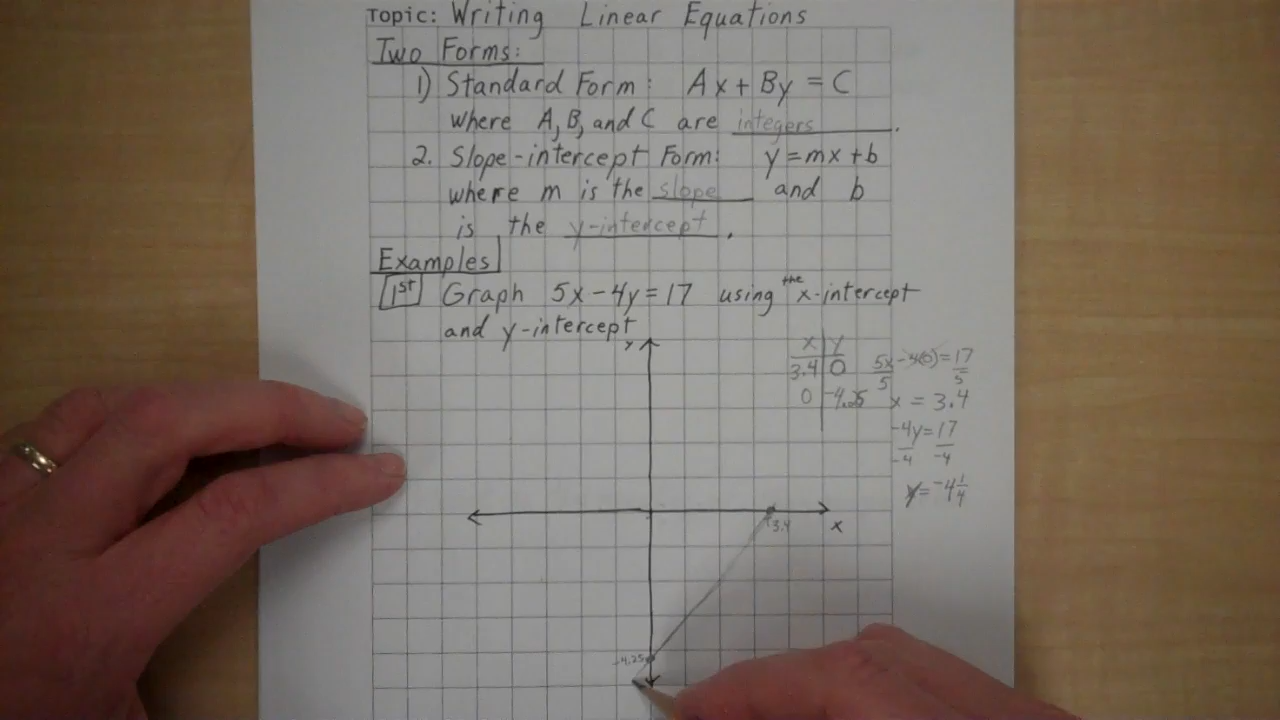 Topic: Writing Linear Equations
Two Forms:
1) Standard Form: Ax + By = C
where A, B, and C are integers.
2. Slope-intercept Form: y = mx + b
where m is the slope and b
is the y-intercept.
Examples
1st Graph 5x - 4y = 17 using the x-intercept
and y-intercept
y
x y
3.4 0
0 -4.25
5x - 4(0) = 17
5 5
x = 3.4
-4y = 17
-4 -4
y = -4 1/4
3.4
x
-4.25